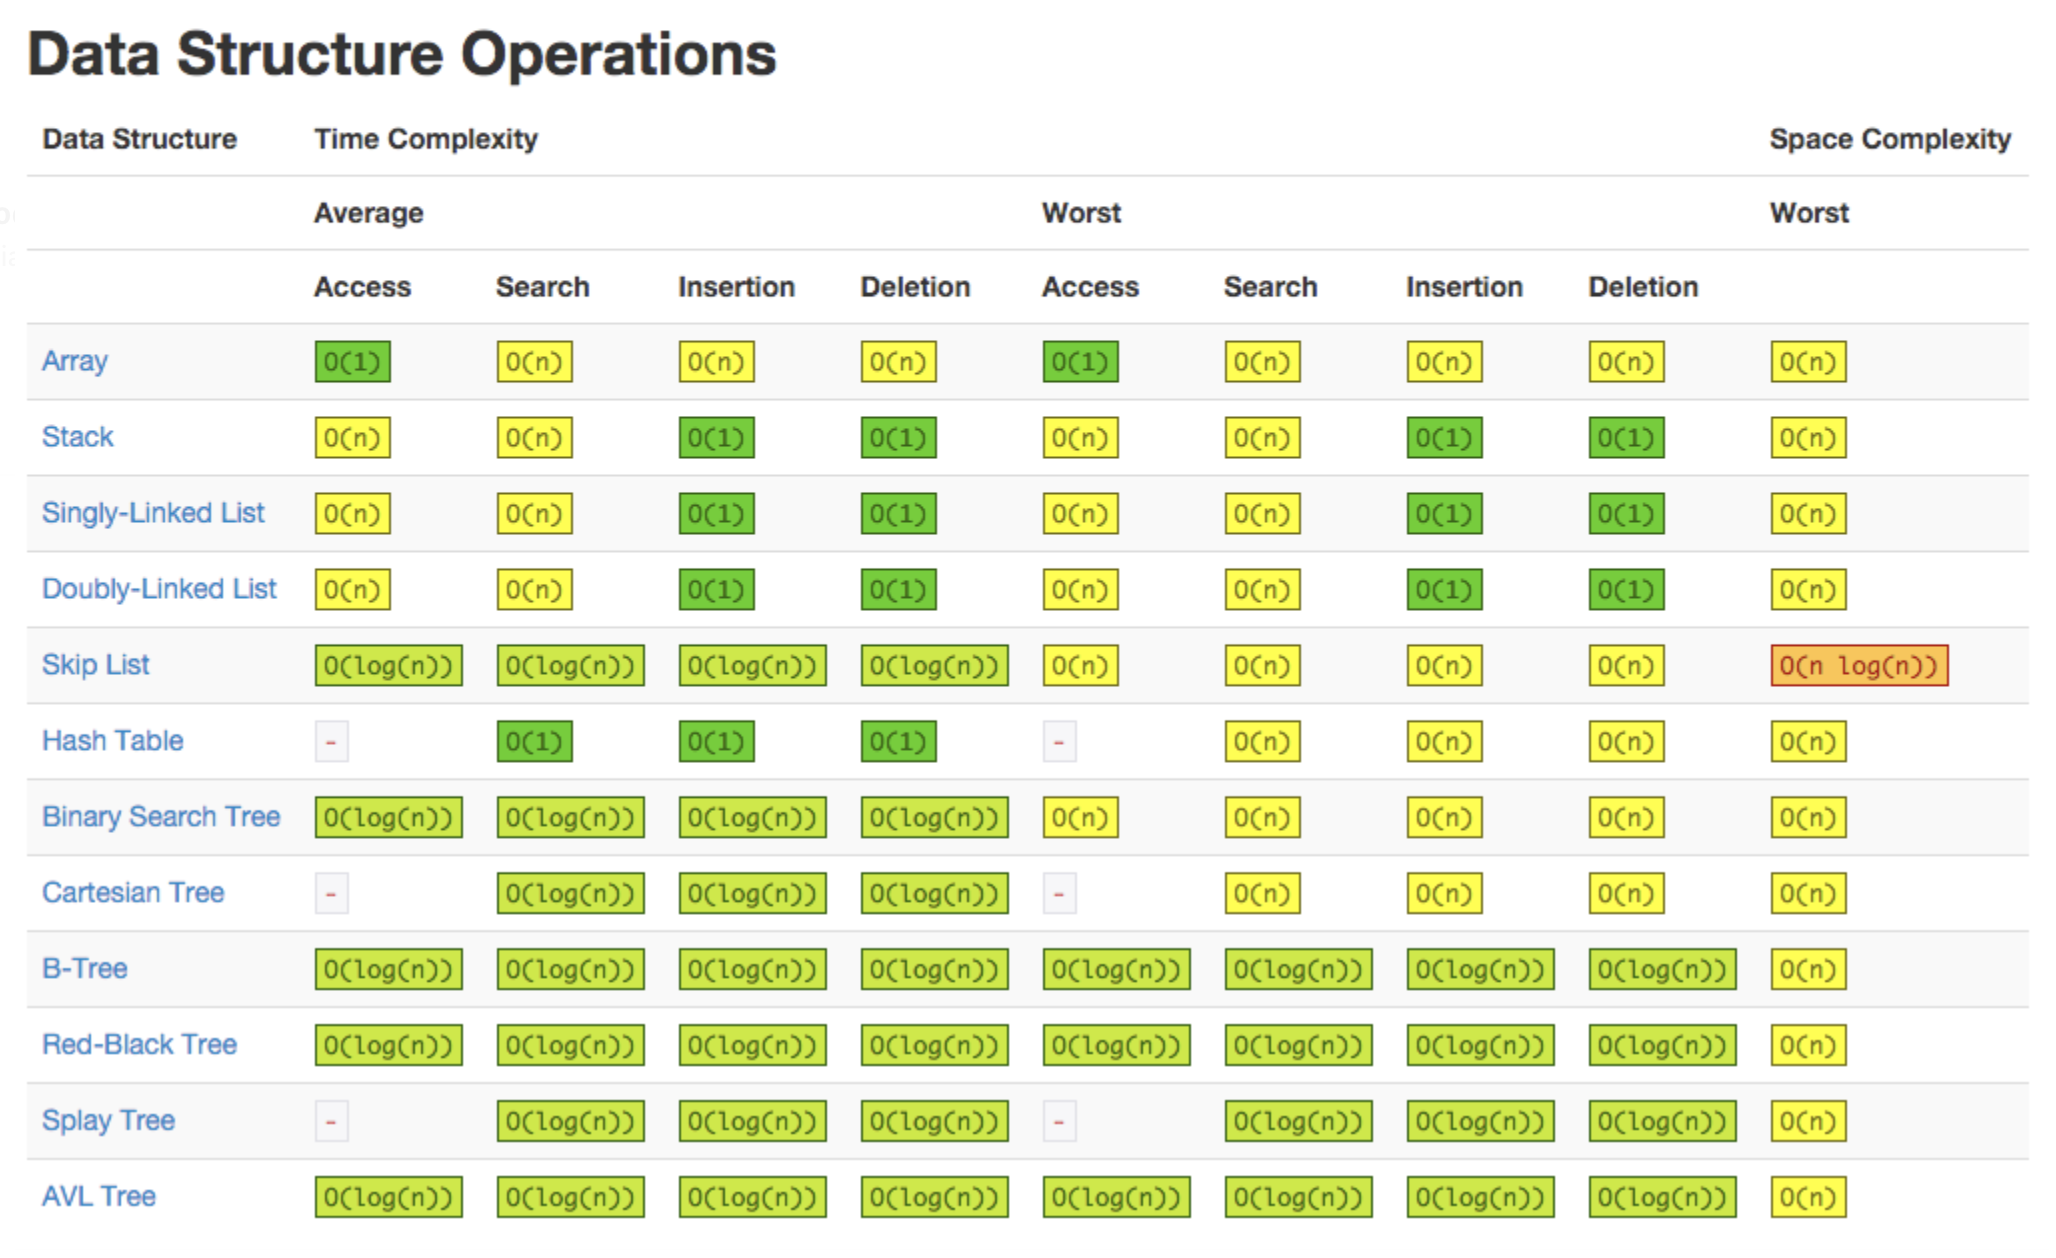 Data Structure Operations
Data Structure Time Complexity Space Complexity
Average Worst Worst
Access Search Insertion Deletion Access Search Insertion Deletion
Array O(1) O(n) O(n) O(n) O(1) O(n) O(n) O(n) O(n)
Stack O(n) O(n) O(1) O(1) O(n) O(n) O(1) O(1) O(n)
Singly-Linked List O(n) O(n) O(1) O(1) O(n) O(n) O(1) O(1) O(n)
Doubly-Linked List O(n) O(n) O(1) O(1) O(n) O(n) O(1) O(1) O(n)
Skip List O(log(n)) O(log(n)) O(log(n)) O(log(n)) O(n) O(n) O(n) O(n) O(n log(n))
Hash Table - O(1) O(1) O(1) - O(n) O(n) O(n) O(n)
Binary Search Tree O(log(n)) O(log(n)) O(log(n)) O(log(n)) O(n) O(n) O(n) O(n) O(n)
Cartesian Tree - O(log(n)) O(log(n)) O(log(n)) - O(n) O(n) O(n) O(n)
B-Tree O(log(n)) O(log(n)) O(log(n)) O(log(n)) O(log(n)) O(log(n)) O(log(n)) O(log(n)) O(n)
Red-Black Tree O(log(n)) O(log(n)) O(log(n)) O(log(n)) O(log(n)) O(log(n)) O(log(n)) O(log(n)) O(n)
Splay Tree - O(log(n)) O(log(n)) O(log(n)) - O(log(n)) O(log(n)) O(log(n)) O(n)
AVL Tree O(log(n)) O(log(n)) O(log(n)) O(log(n)) O(log(n)) O(log(n)) O(log(n)) O(log(n)) O(n)